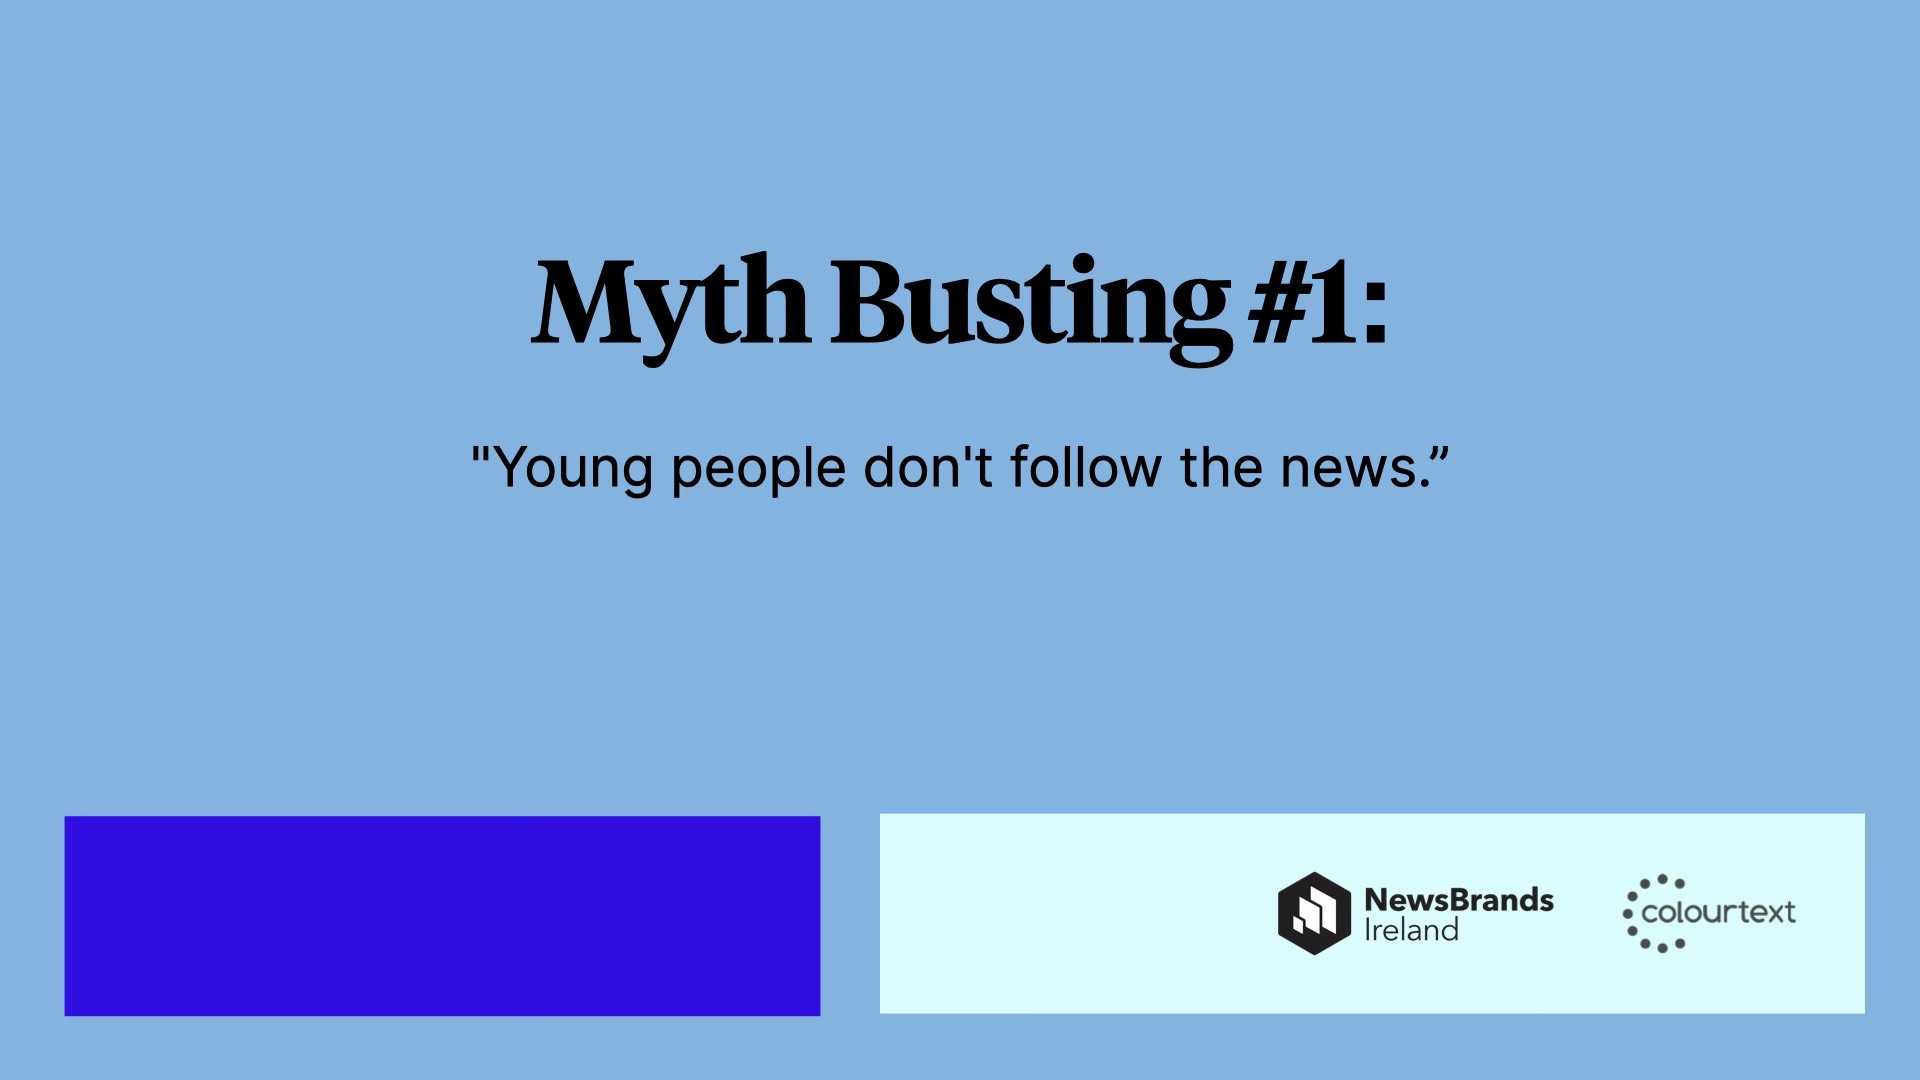 Myth Busting #1:
"Young people don't follow the news.”
NewsBrands
Ireland
colourtext